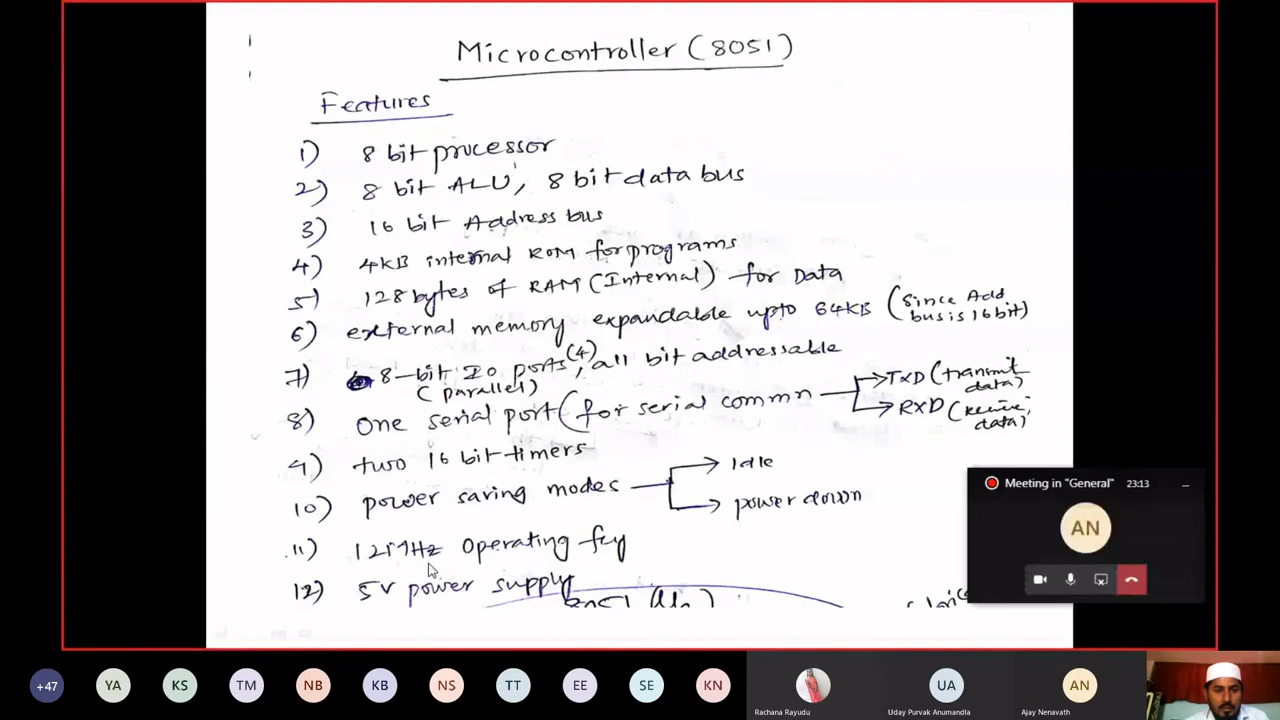 Microcontroller (8051)
Features
1) 8 bit processor
2) 8 bit ALU, 8 bit data bus
3) 16 bit Address bus
4) 4KB internal ROM for programs
5) 128 bytes of RAM (Internal) for Data
6) external memory expandable upto 64KB (Since Add bus is 16 bit)
7) 8-bit IO ports (4), all bit addressable
(parallel)
8) One serial port (for serial commn
TXD (transmit data)
RXD (receive data)
9) two 16 bit timers
10) power saving modes
Idle
power down
11) 12MHz Operating fqy
12) 5V power supply
8051
Meeting in "General" 23:13
AN
+47 YA KS TM NB KB NS TT EE SE KN UA AN
Rachana Rayudu
Uday Purvak Anumandla
Ajay Nenavath